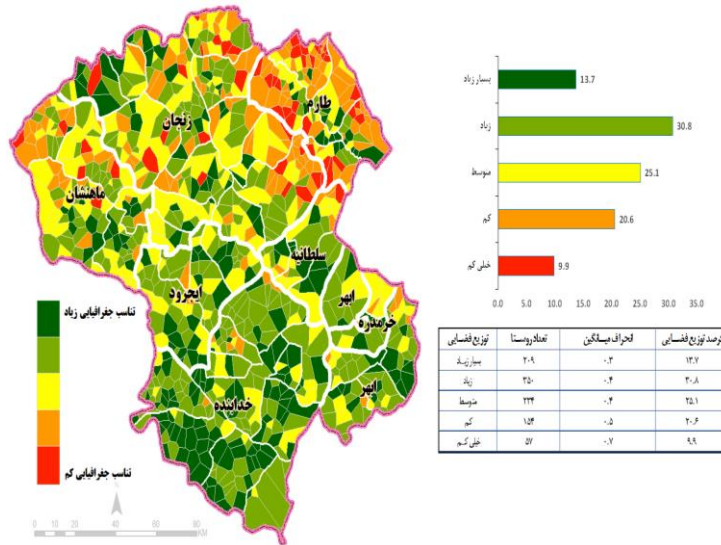 طارم
زنجان
ماهنشان
سلطانیه
ابهر
ایجرود
خرمدره
ابهر
خدابنده
تناسب جغرافیایی زیاد
تناسب جغرافیایی کم
0 10 20 40 60 80
KM
بسیار زیاد 13.7
زیاد 30.8
متوسط 25.1
کم 20.6
خیلی کم 9.9
0.0 5.0 10.0 15.0 20.0 25.0 30.0 35.0
توزیع فضایی تعداد روستا انحراف میانگین درصد توزیع فضایی
بسیار زیاد ۲۰۹ ۰.۳ ۱۳.۷
زیاد ۳۵۰ ۰.۴ ۳۰.۸
متوسط ۲۳۴ ۰.۴ ۲۵.۱
کم ۱۵۴ ۰.۵ ۲۰.۶
خیلی کم ۵۷ ۰.۷ ۹.۹